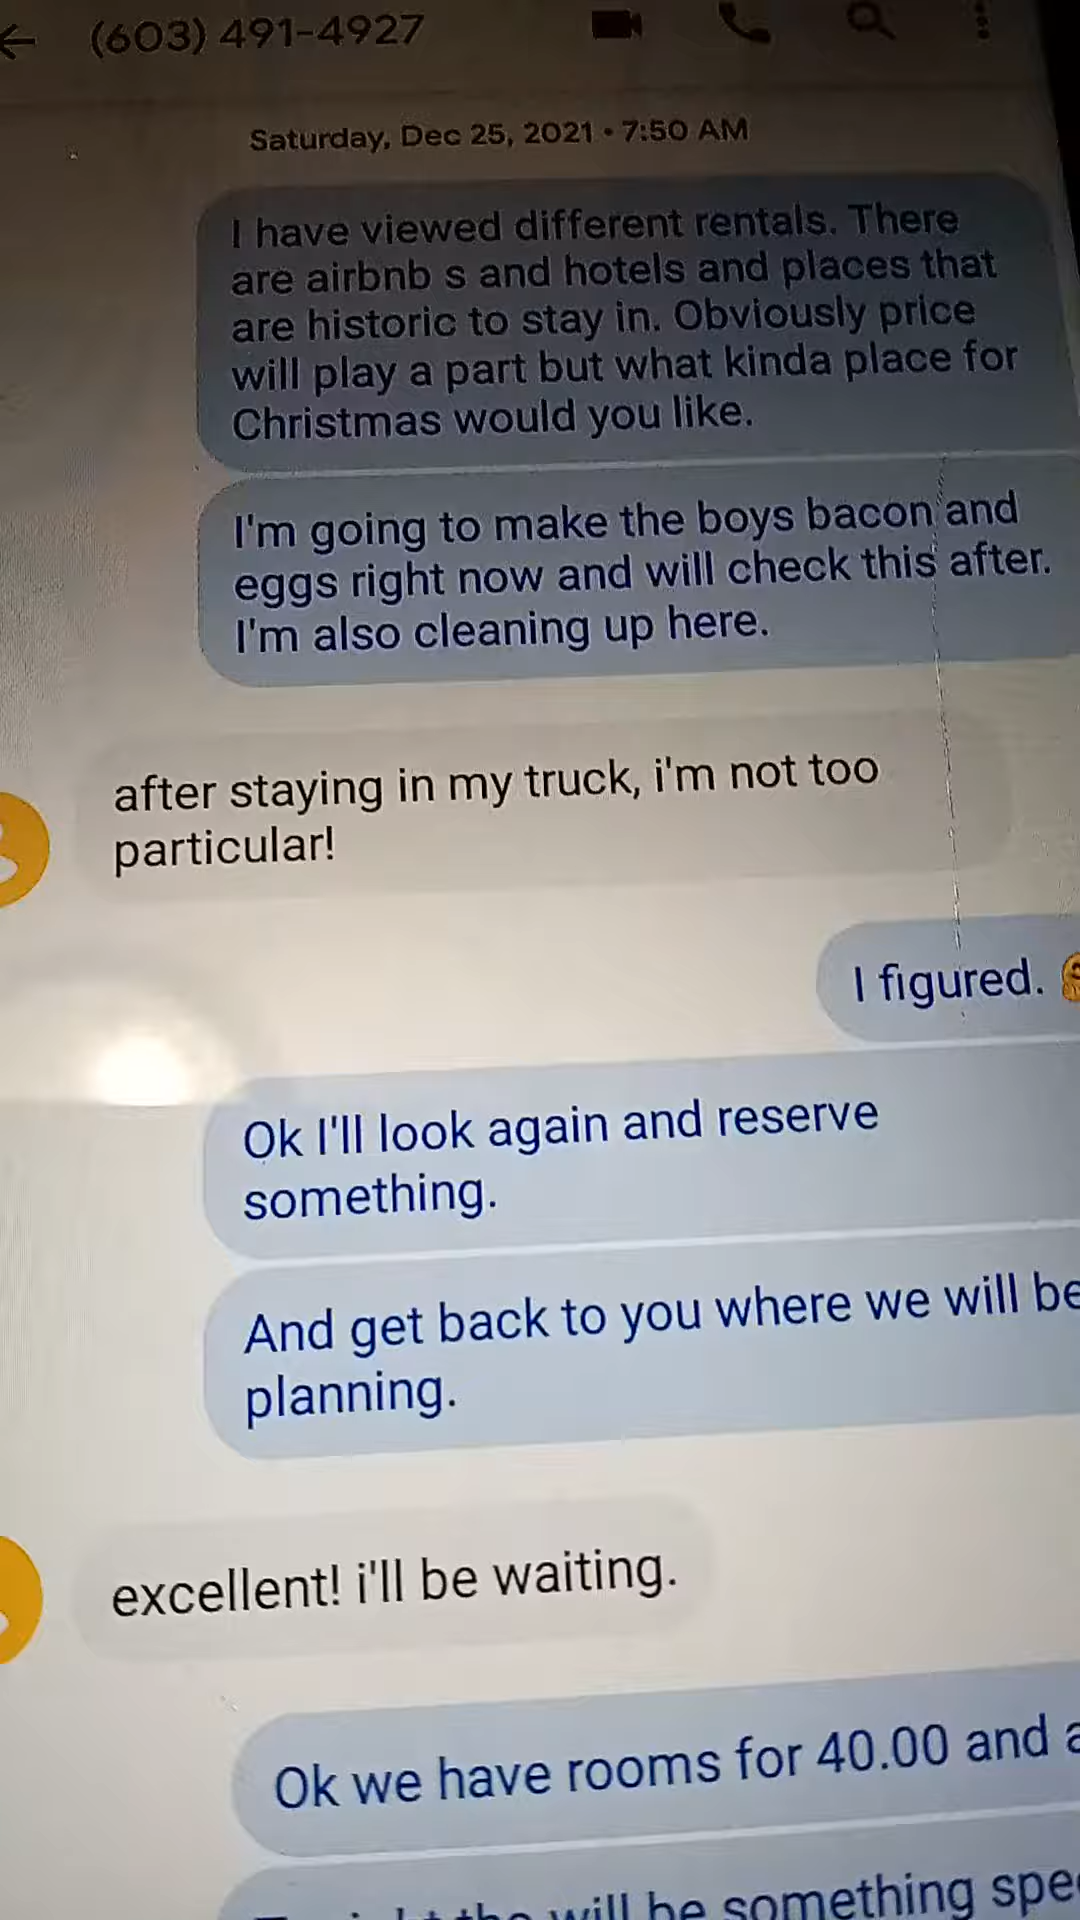 (603) 491-4927
Saturday, Dec 25, 2021 • 7:50 AM
I have viewed different rentals. There
are airbnb s and hotels and places that
are historic to stay in. Obviously price
will play a part but what kinda place for
Christmas would you like.
I'm going to make the boys bacon and
eggs right now and will check this after.
I'm also cleaning up here.
after staying in my truck, i'm not too
particular!
I figured. 🤗
Ok I'll look again and reserve
something.
And get back to you where we will be
planning.
excellent! i'll be waiting.
Ok we have rooms for 40.00 and
will be something